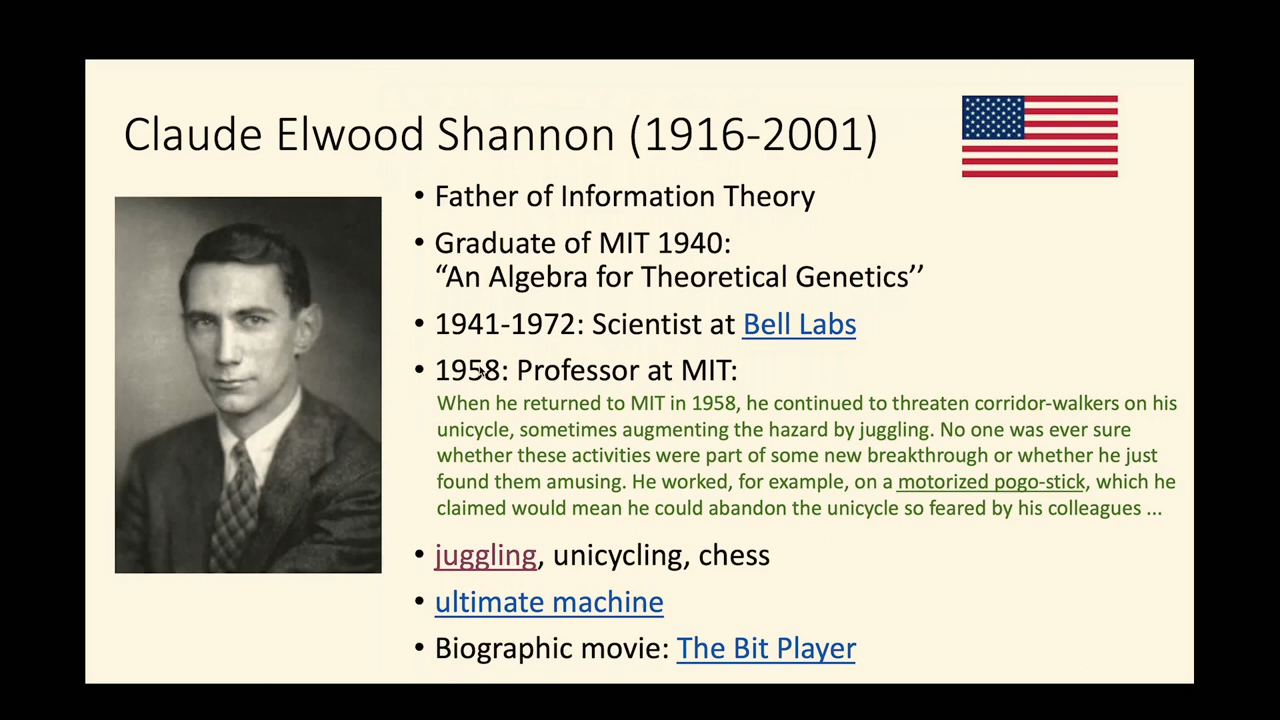 Claude Elwood Shannon (1916-2001)
• Father of Information Theory
• Graduate of MIT 1940:
“An Algebra for Theoretical Genetics’’
• 1941-1972: Scientist at Bell Labs
• 1958: Professor at MIT:
When he returned to MIT in 1958, he continued to threaten corridor-walkers on his
unicycle, sometimes augmenting the hazard by juggling. No one was ever sure
whether these activities were part of some new breakthrough or whether he just
found them amusing. He worked, for example, on a motorized pogo-stick, which he
claimed would mean he could abandon the unicycle so feared by his colleagues ...
• juggling, unicycling, chess
• ultimate machine
• Biographic movie: The Bit Player